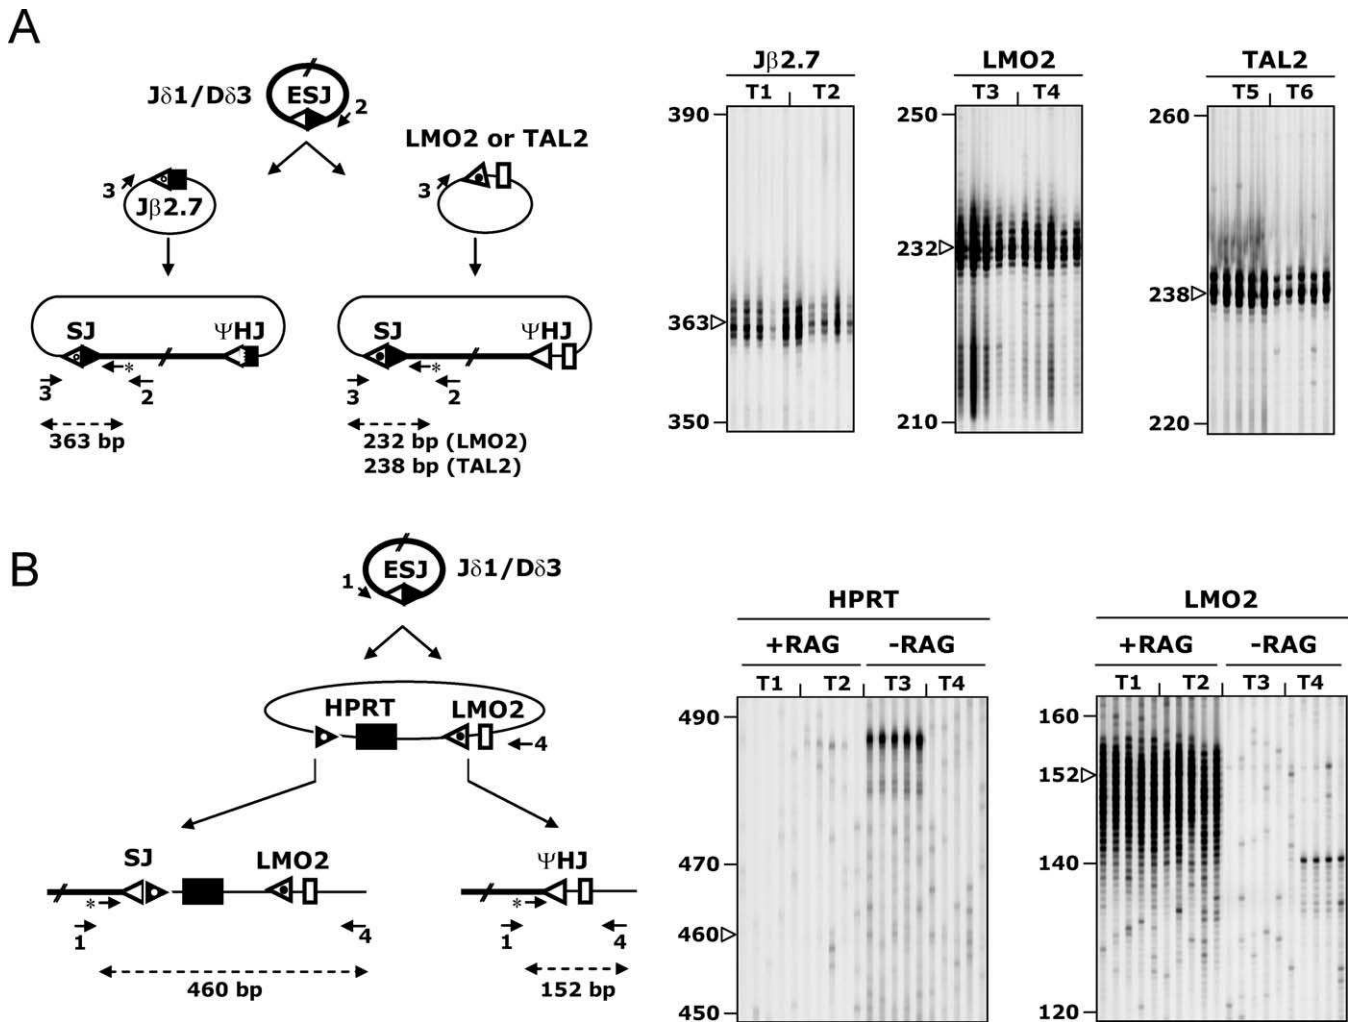 A
Jδ1/Dδ3
ESJ
2
LMO2 or TAL2
3
Jβ2.7
3
SJ
ΨHJ
SJ
ΨHJ
*
*
3
2
3
2
363 bp
232 bp (LMO2)
238 bp (TAL2)
Jβ2.7
T1 T2
390
363
350
LMO2
T3 T4
250
232
210
TAL2
T5 T6
260
238
220
B
1
ESJ
Jδ1/Dδ3
HPRT
LMO2
4
SJ
LMO2
ΨHJ
*
*
1
4
1
4
460 bp
152 bp
HPRT
+RAG -RAG
T1 T2 T3 T4
490
470
460
450
LMO2
+RAG -RAG
T1 T2 T3 T4
160
152
140
120